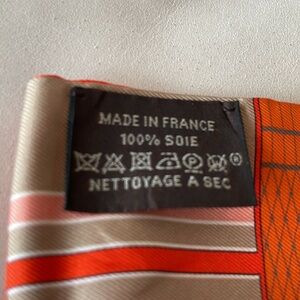 MADE IN FRANCE
100% SOIE
P
®
NETTOYAGE A SEC